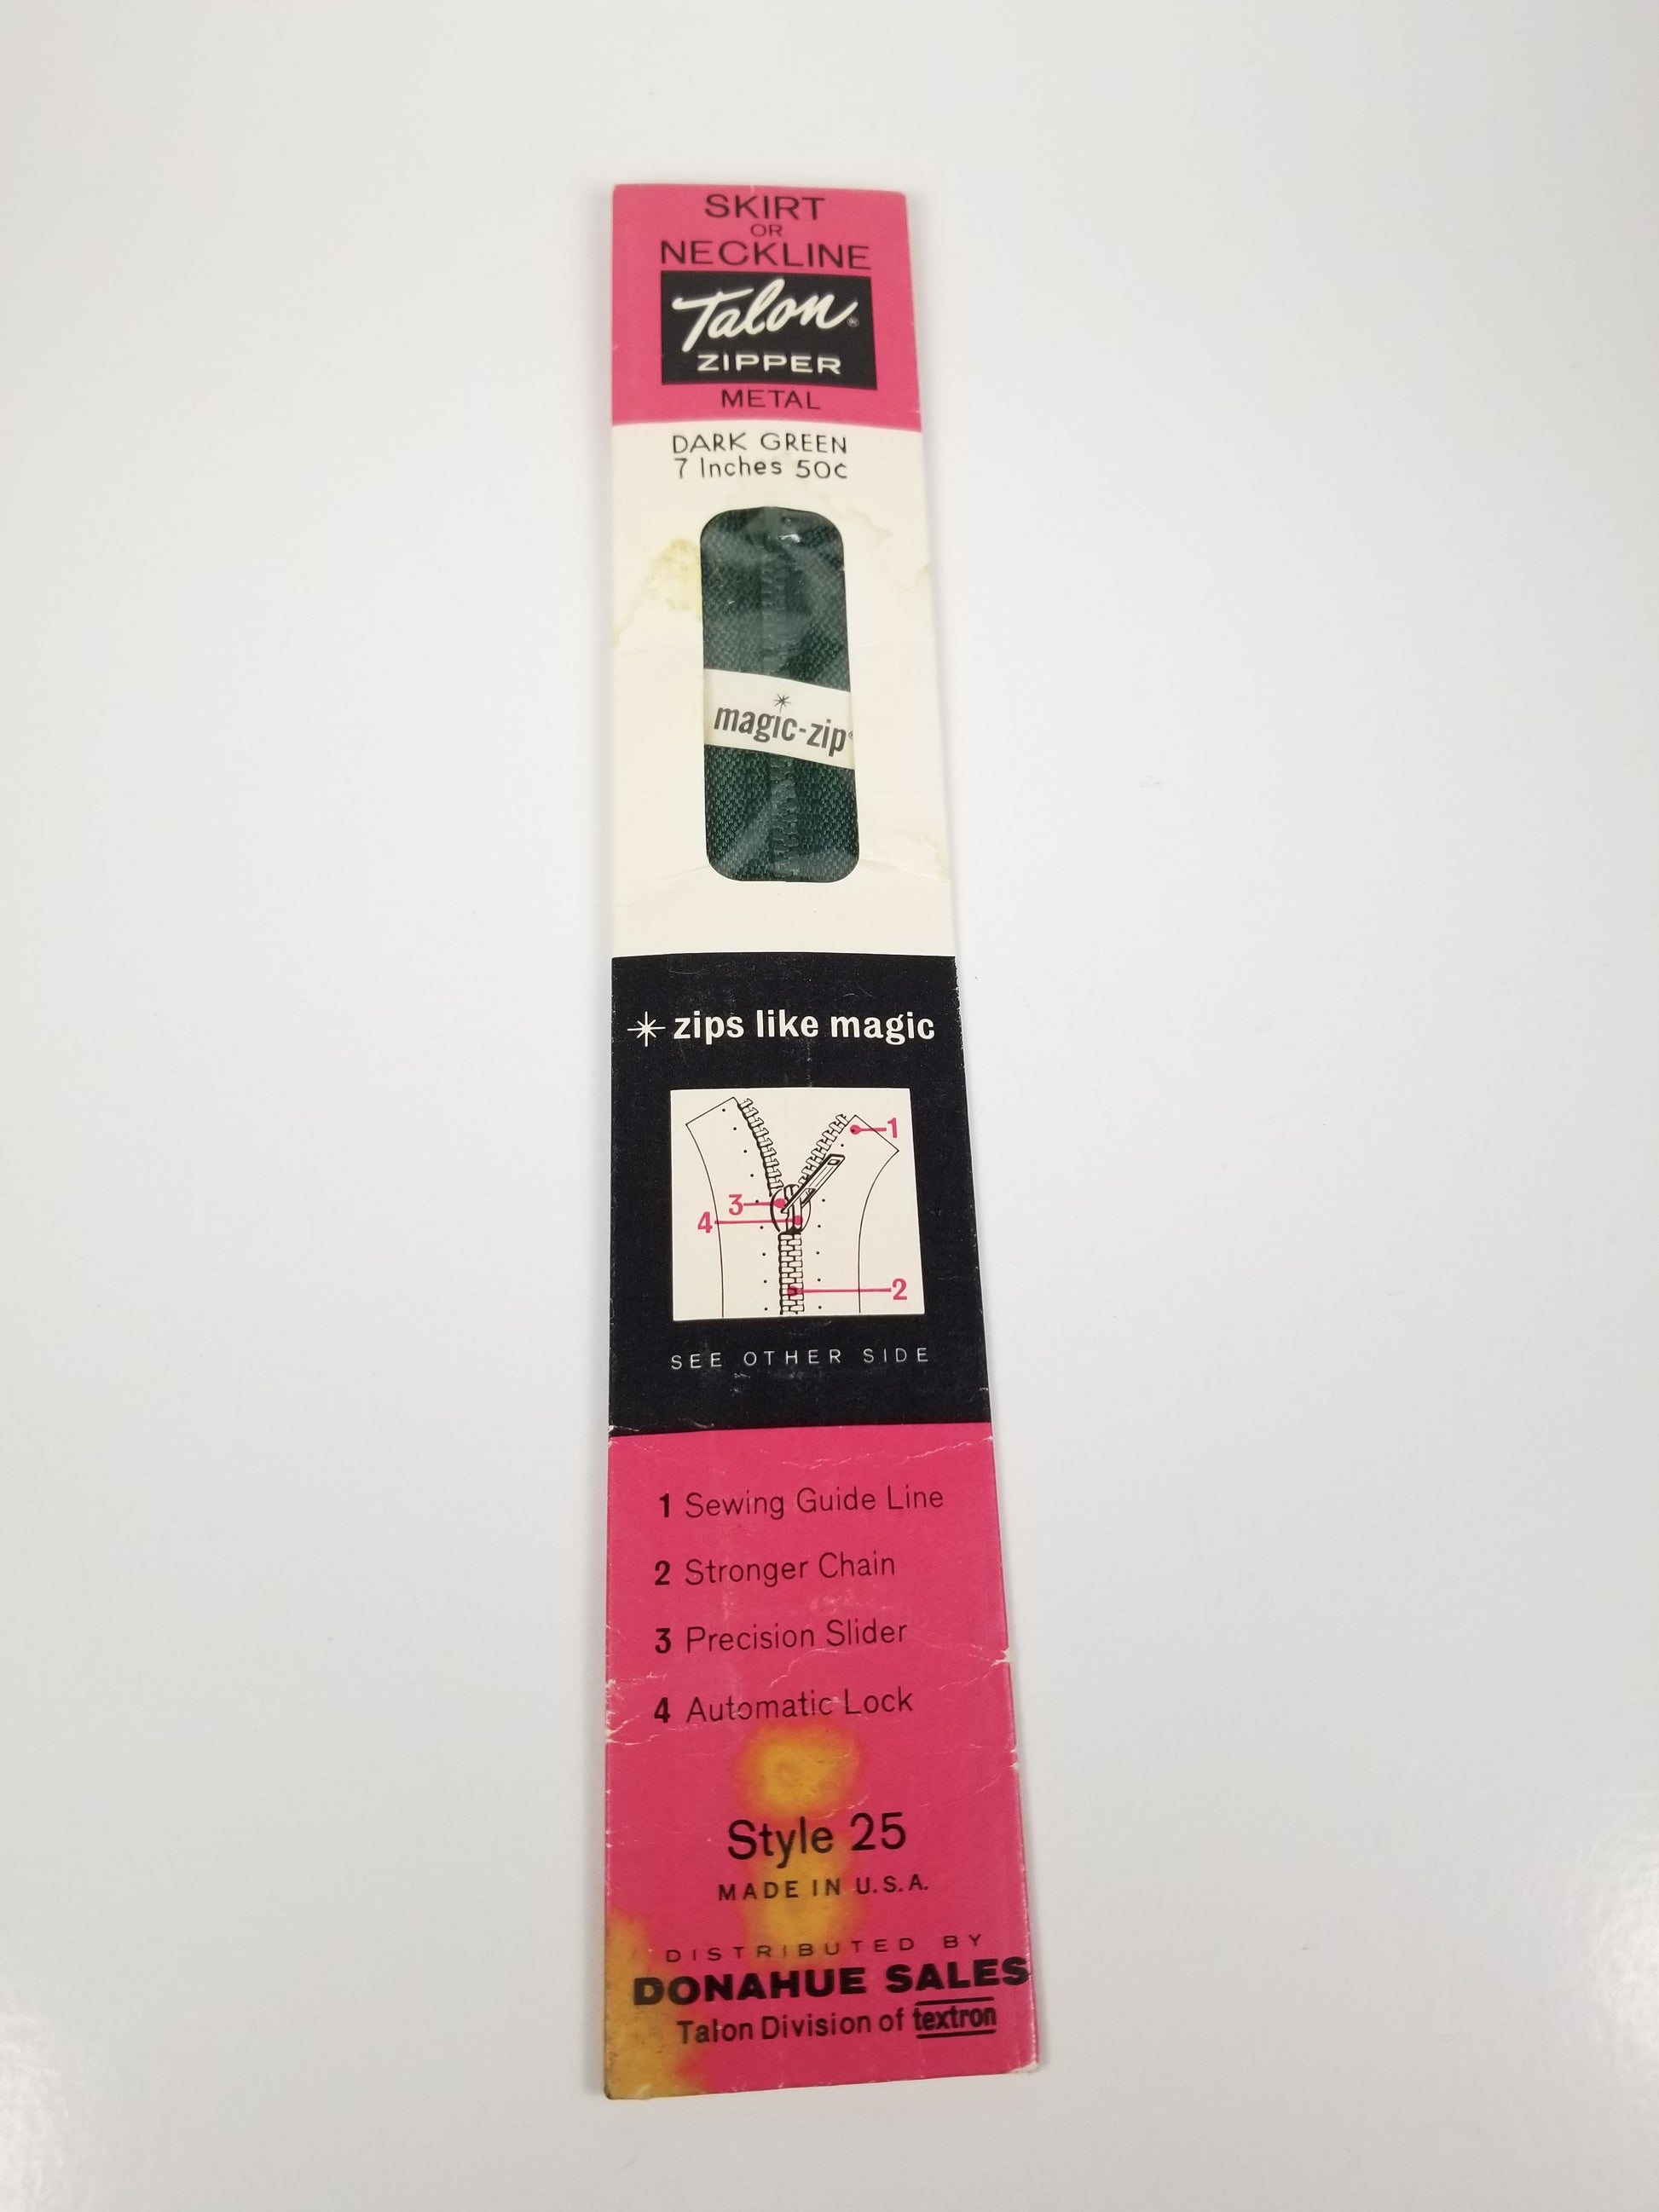 SKIRT
OR
NECKLINE
Talon®
ZIPPER
METAL
DARK GREEN
7 Inches 50¢
magic-zip®
zips like magic
1
3
4
2
SEE OTHER SIDE
1 Sewing Guide Line
2 Stronger Chain
3 Precision Slider
4 Automatic Lock
Style 25
MADE IN U.S.A.
DISTRIBUTED BY
DONAHUE SALES
Talon Division of textron